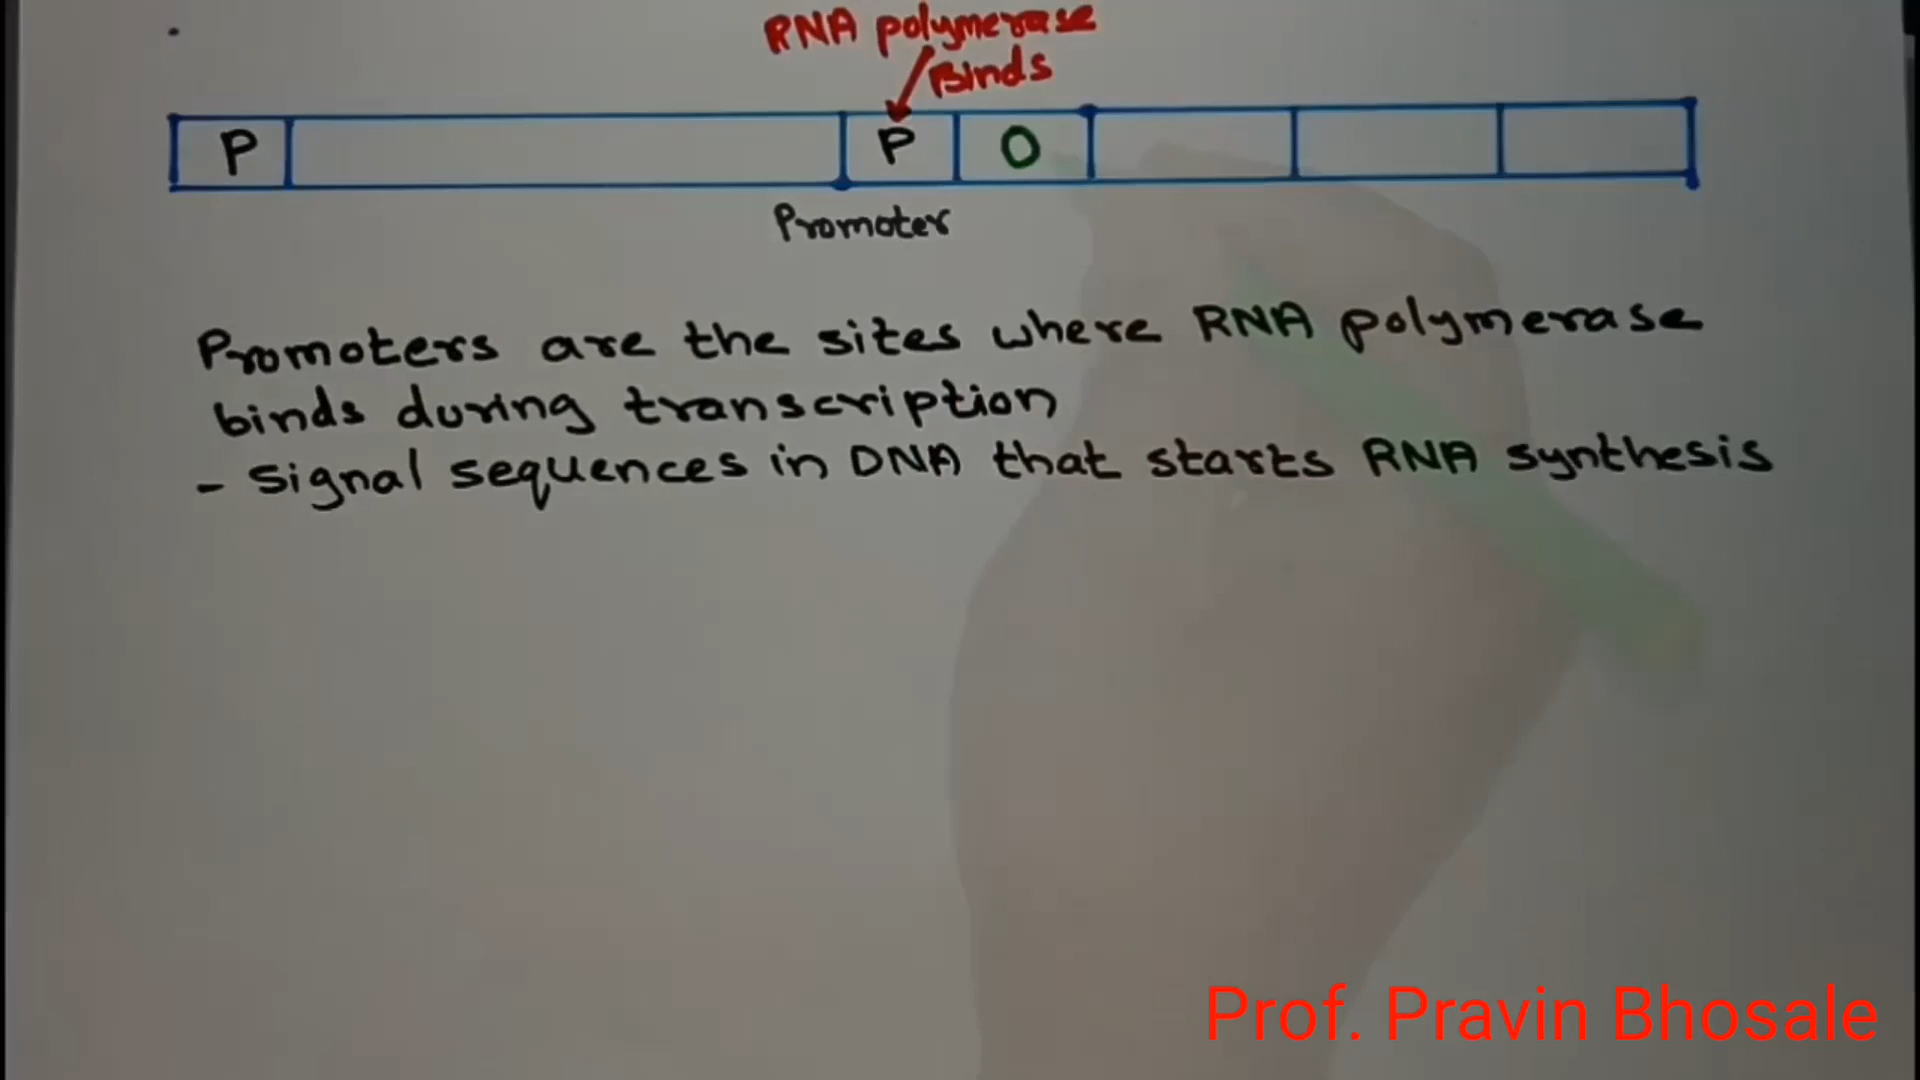 RNA polymerase
Binds
P P O
Promoter
Promoters are the sites where RNA polymerase
binds during transcription
- Signal sequences in DNA that starts RNA synthesis
Prof. Pravin Bhosale